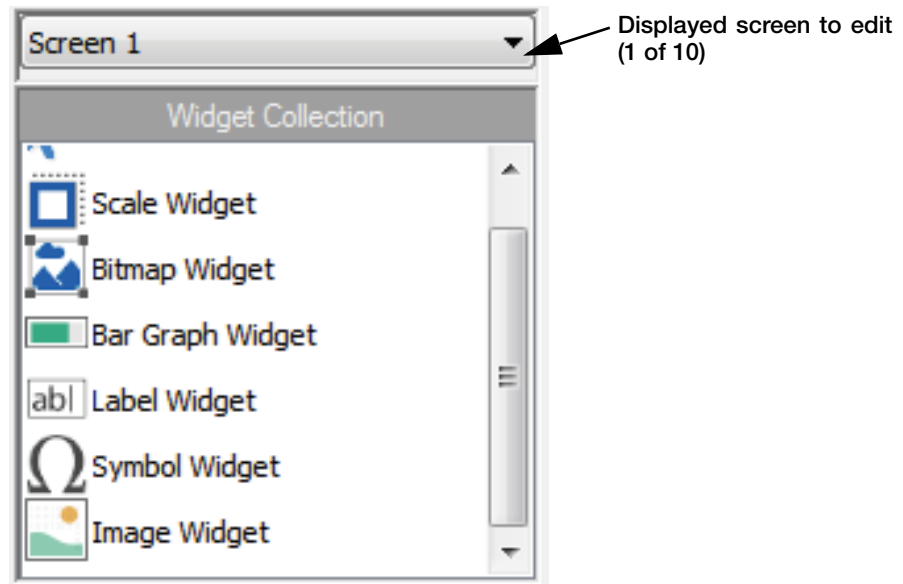 Screen 1
Displayed screen to edit
(1 of 10)
Widget Collection
Scale Widget
Bitmap Widget
Bar Graph Widget
abl Label Widget
Ω Symbol Widget
Image Widget